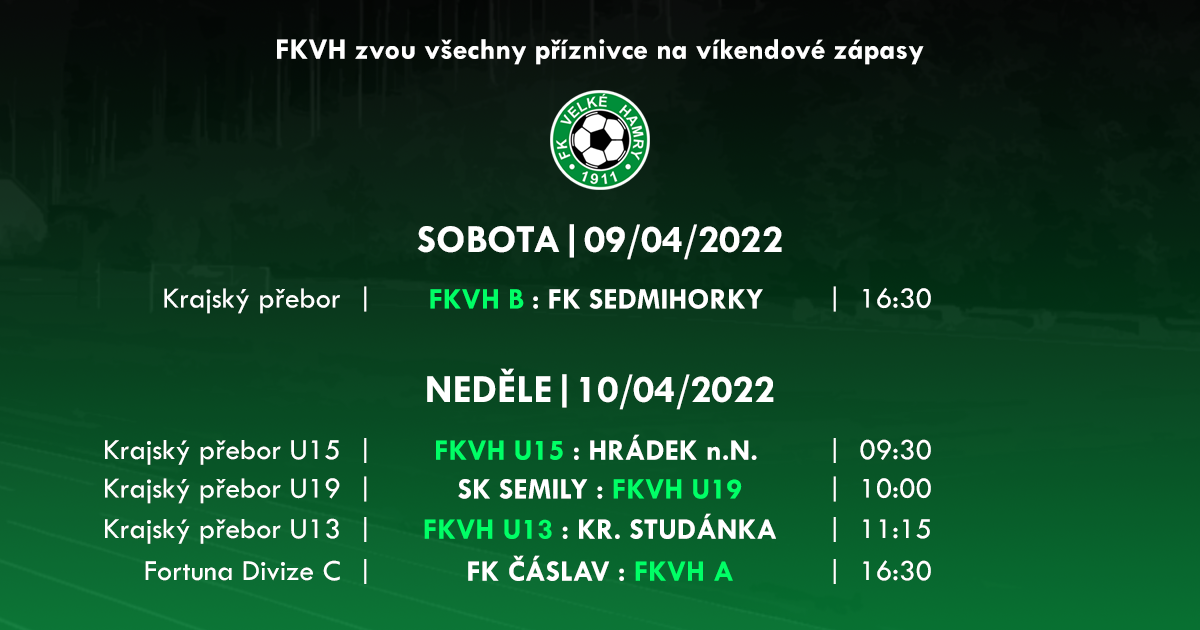 FKVH zvou všechny příznivce na víkendové zápasy
FK VELKÉ HAMRY
1911
SOBOTA | 09/04/2022
Krajský přebor | FKVH B : FK SEDMIHORKY | 16:30
NEDĚLE | 10/04/2022
Krajský přebor U15 | FKVH U15 : HRÁDEK n.N. | 09:30
Krajský přebor U19 | SK SEMILY : FKVH U19 | 10:00
Krajský přebor U13 | FKVH U13 : KR. STUDÁNKA | 11:15
Fortuna Divize C | FK ČÁSLAV : FKVH A | 16:30